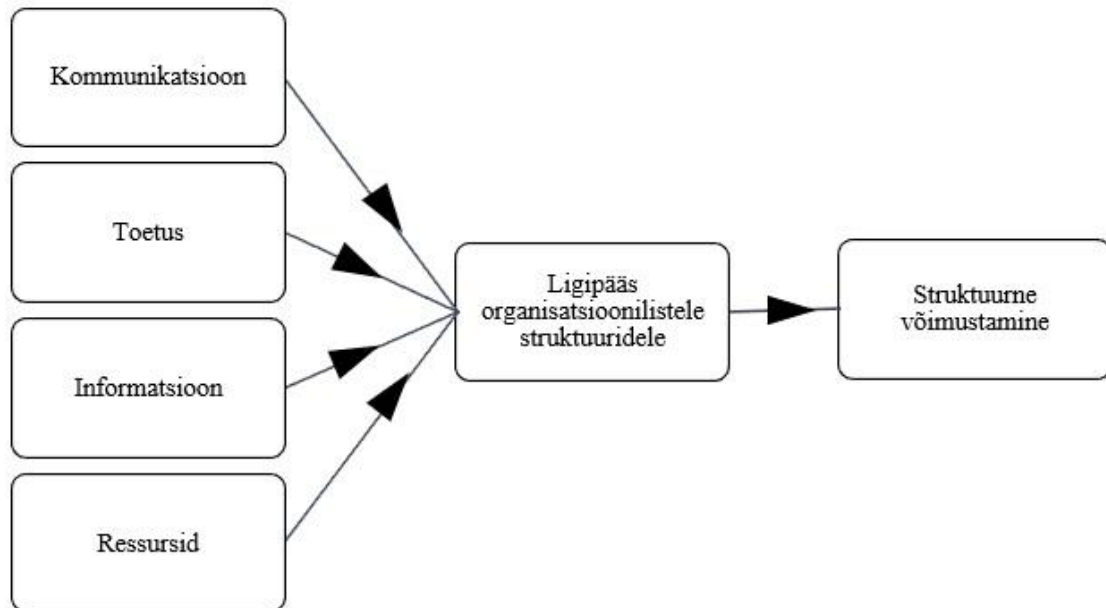 Kommunikatsioon
Toetus
Informatsioon
Ressursid
Ligipääs
organisatsioonilistele
struktuuridele
Struktuurne
võimustamine